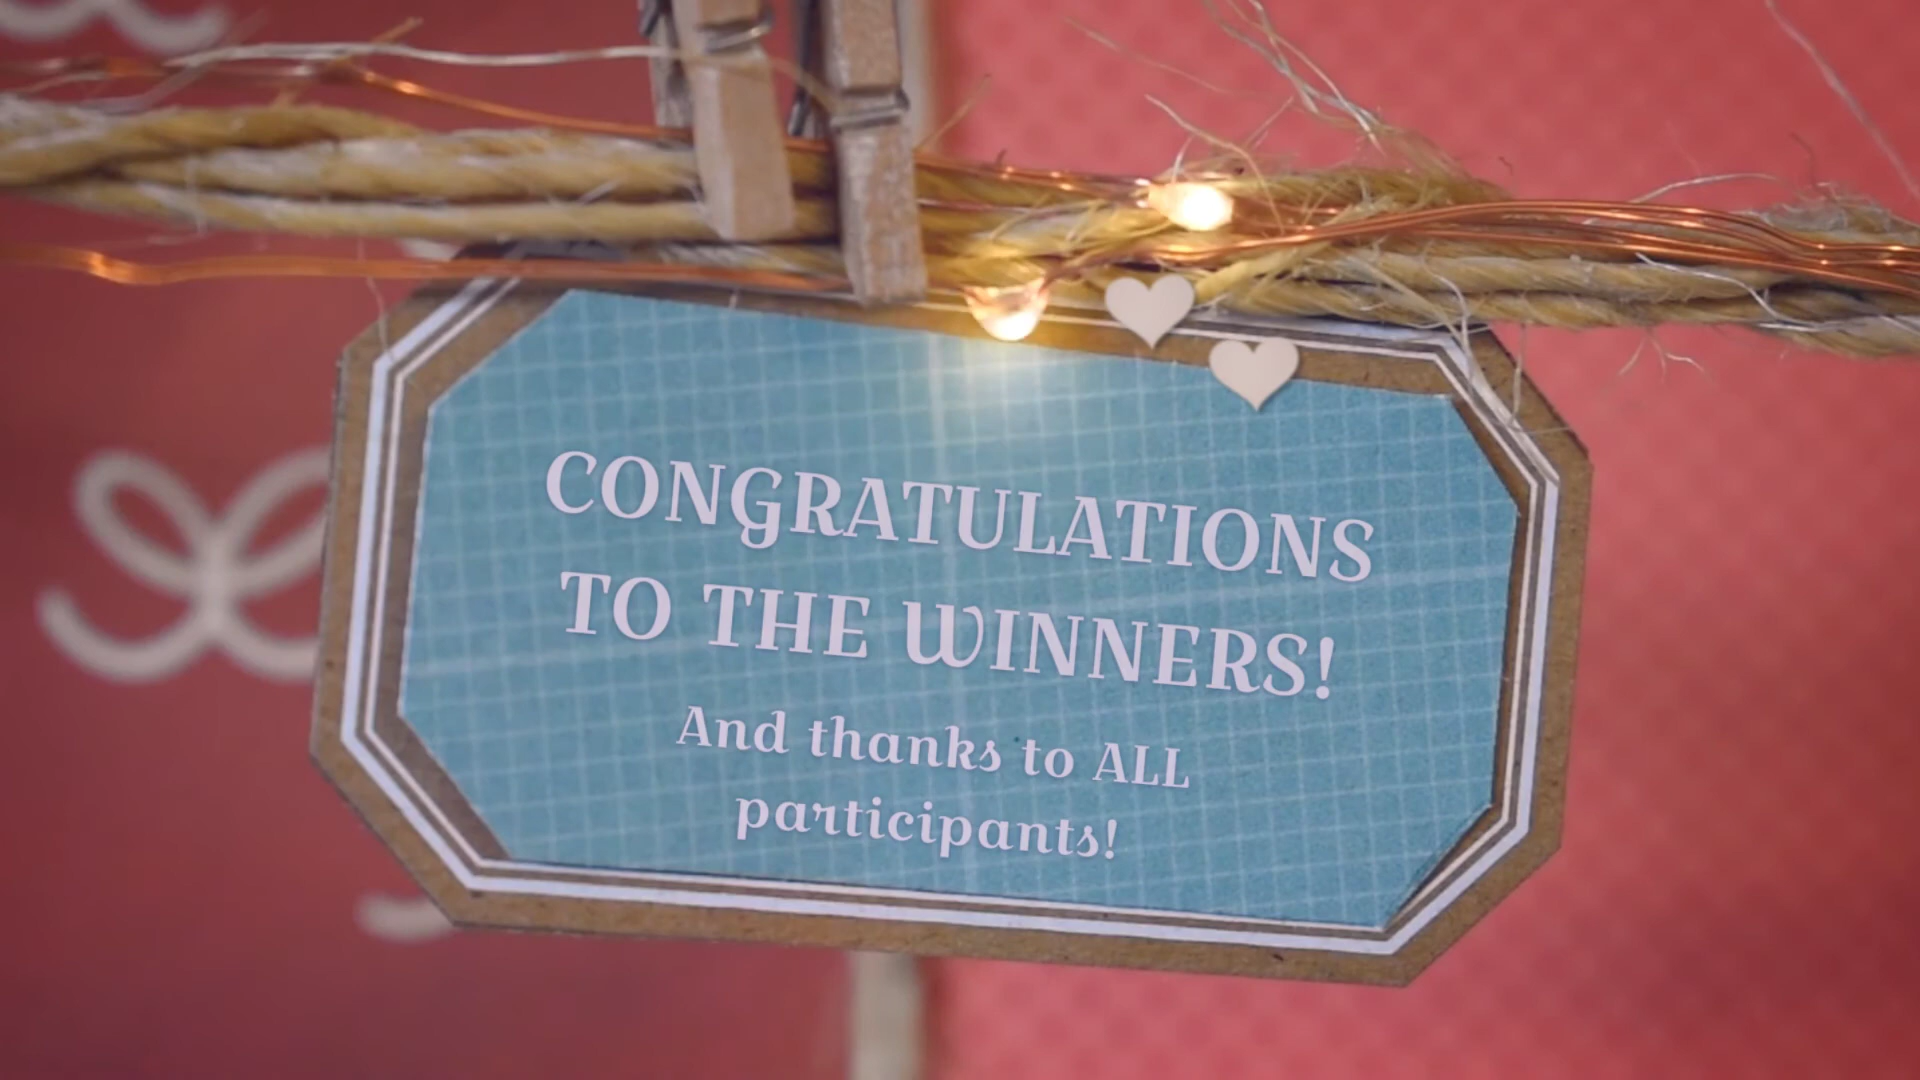 CONGRATULATIONS
TO THE WINNERS!
And thanks to ALL
participants!